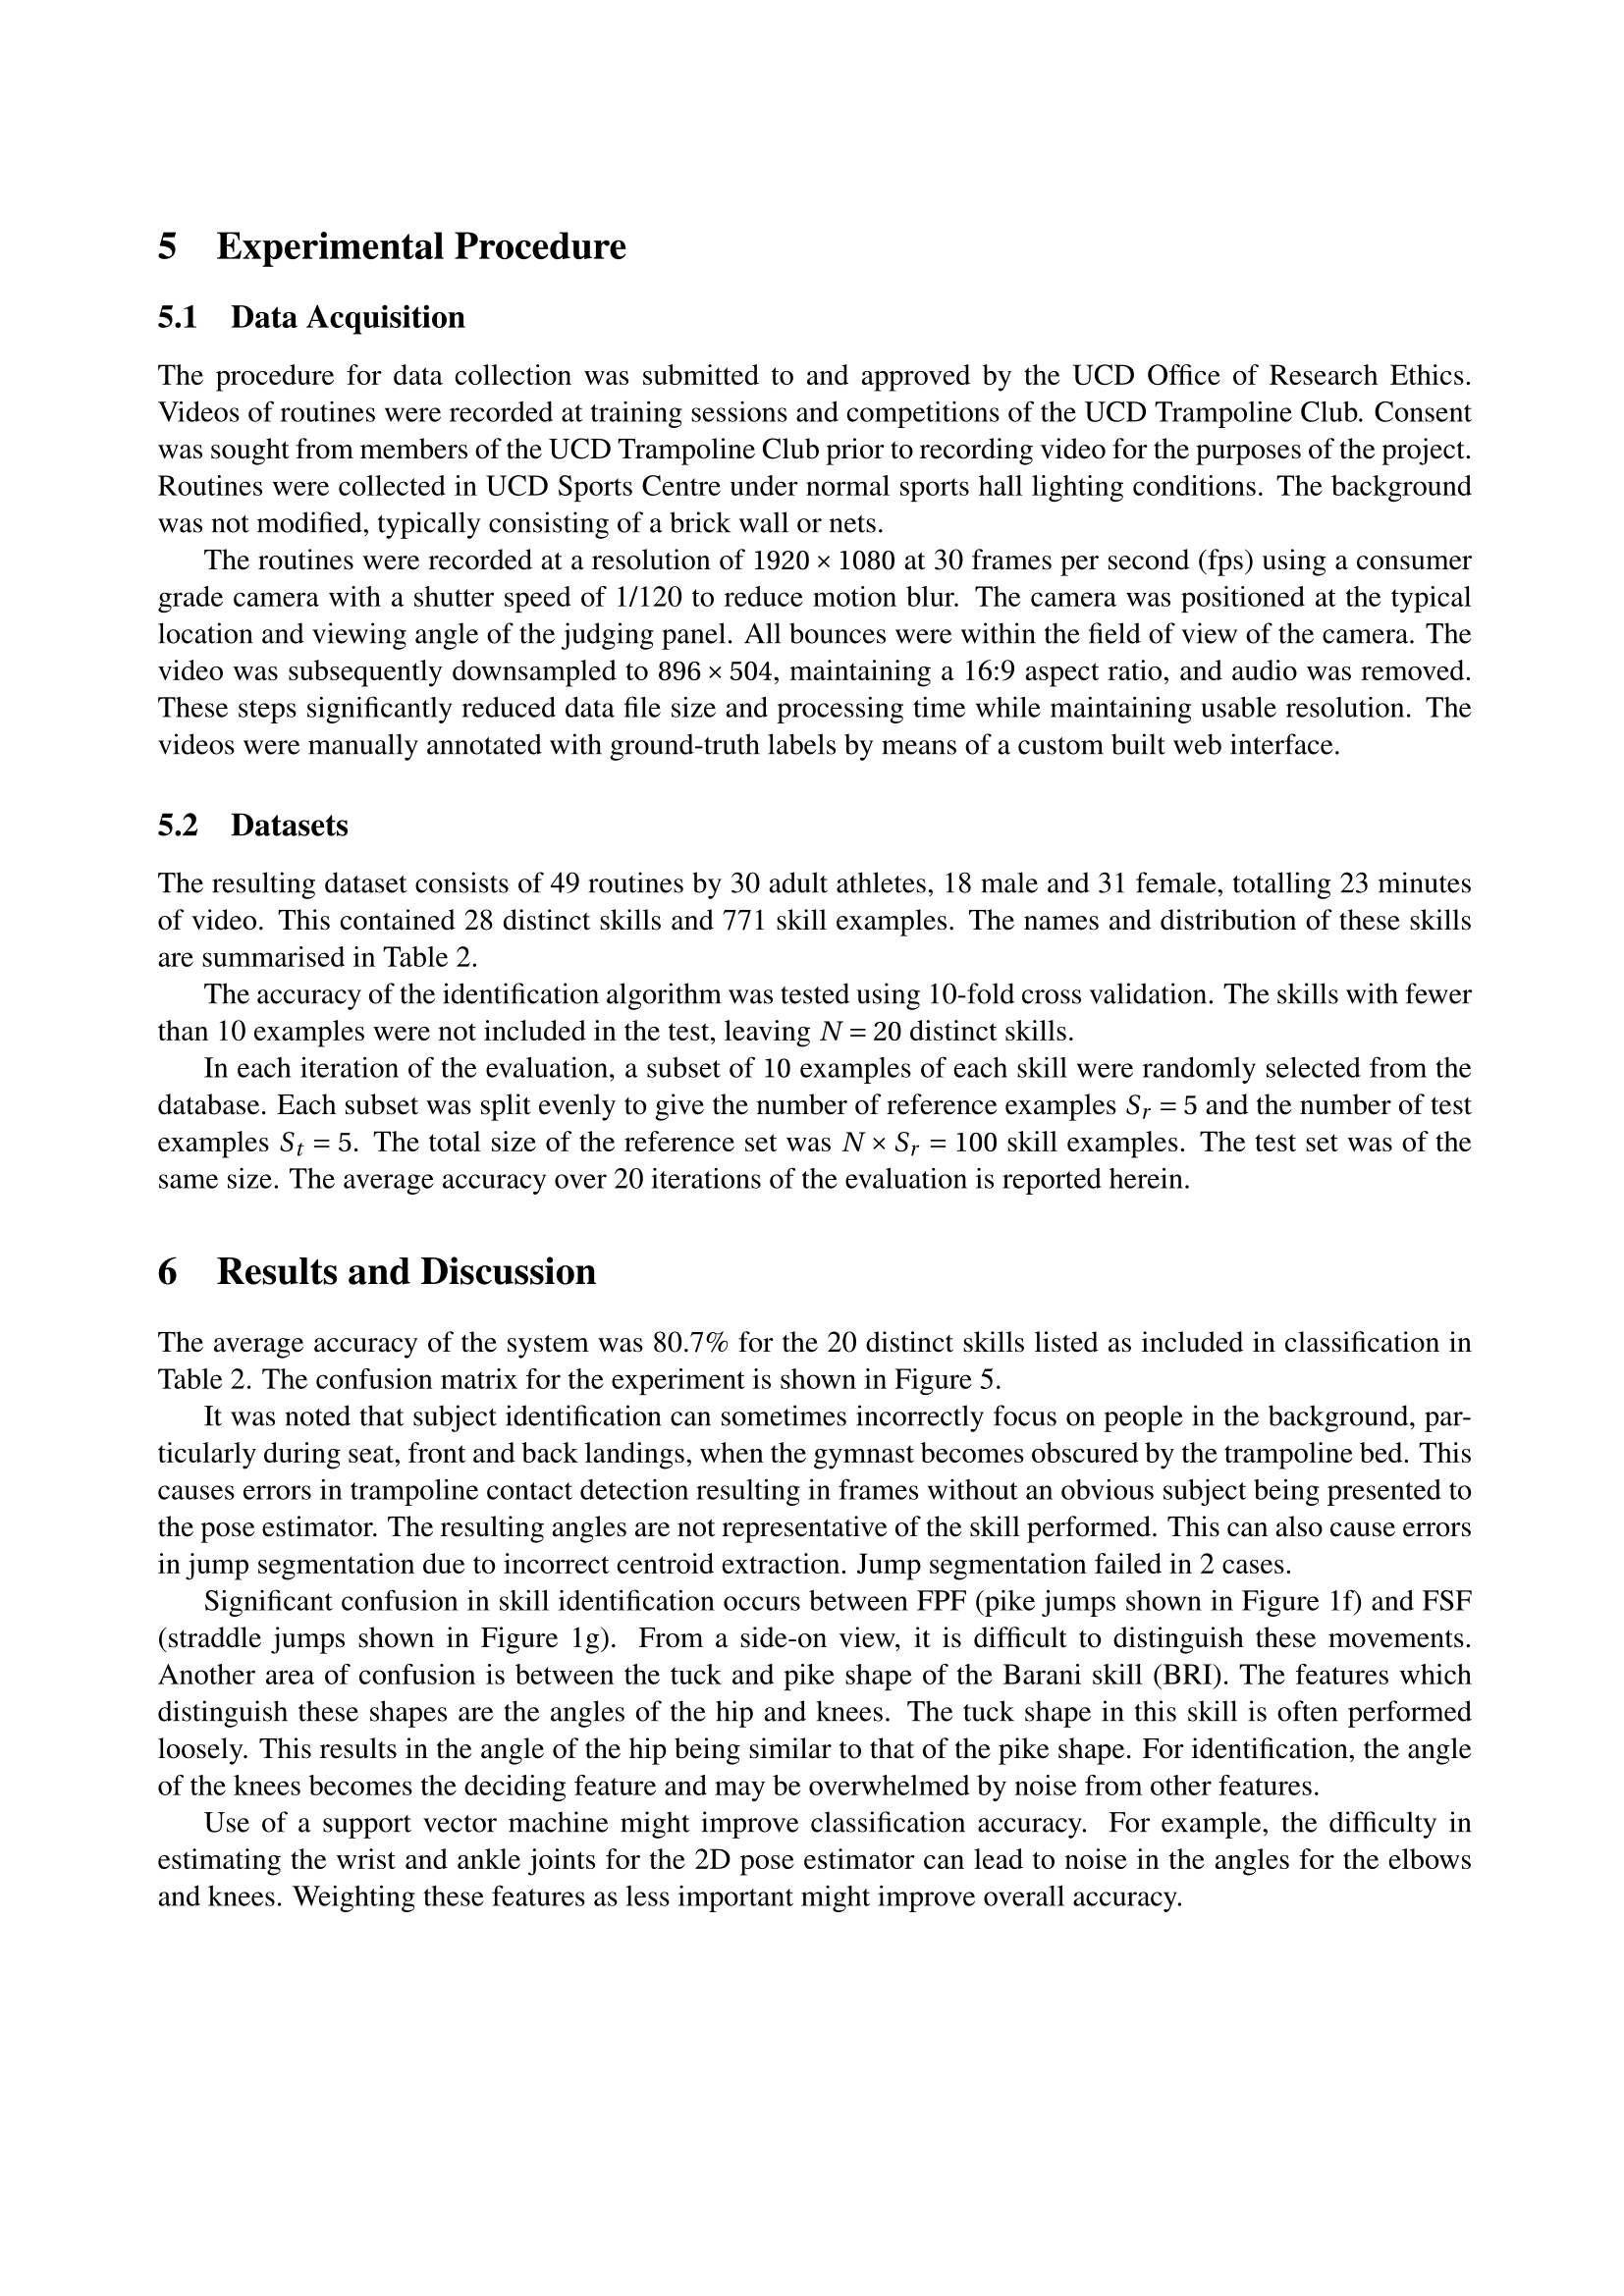 5 Experimental Procedure
5.1 Data Acquisition
The procedure for data collection was submitted to and approved by the UCD Office of Research Ethics.
Videos of routines were recorded at training sessions and competitions of the UCD Trampoline Club. Consent
was sought from members of the UCD Trampoline Club prior to recording video for the purposes of the project.
Routines were collected in UCD Sports Centre under normal sports hall lighting conditions. The background
was not modified, typically consisting of a brick wall or nets.
The routines were recorded at a resolution of 1920 × 1080 at 30 frames per second (fps) using a consumer
grade camera with a shutter speed of 1/120 to reduce motion blur. The camera was positioned at the typical
location and viewing angle of the judging panel. All bounces were within the field of view of the camera. The
video was subsequently downsampled to 896 × 504, maintaining a 16:9 aspect ratio, and audio was removed.
These steps significantly reduced data file size and processing time while maintaining usable resolution. The
videos were manually annotated with ground-truth labels by means of a custom built web interface.
5.2 Datasets
The resulting dataset consists of 49 routines by 30 adult athletes, 18 male and 31 female, totalling 23 minutes
of video. This contained 28 distinct skills and 771 skill examples. The names and distribution of these skills
are summarised in Table 2.
The accuracy of the identification algorithm was tested using 10-fold cross validation. The skills with fewer
than 10 examples were not included in the test, leaving N = 20 distinct skills.
In each iteration of the evaluation, a subset of 10 examples of each skill were randomly selected from the
database. Each subset was split evenly to give the number of reference examples Sr = 5 and the number of test
examples St = 5. The total size of the reference set was N × Sr = 100 skill examples. The test set was of the
same size. The average accuracy over 20 iterations of the evaluation is reported herein.
6 Results and Discussion
The average accuracy of the system was 80.7% for the 20 distinct skills listed as included in classification in
Table 2. The confusion matrix for the experiment is shown in Figure 5.
It was noted that subject identification can sometimes incorrectly focus on people in the background, par-
ticularly during seat, front and back landings, when the gymnast becomes obscured by the trampoline bed. This
causes errors in trampoline contact detection resulting in frames without an obvious subject being presented to
the pose estimator. The resulting angles are not representative of the skill performed. This can also cause errors
in jump segmentation due to incorrect centroid extraction. Jump segmentation failed in 2 cases.
Significant confusion in skill identification occurs between FPF (pike jumps shown in Figure 1f) and FSF
(straddle jumps shown in Figure 1g). From a side-on view, it is difficult to distinguish these movements.
Another area of confusion is between the tuck and pike shape of the Barani skill (BRI). The features which
distinguish these shapes are the angles of the hip and knees. The tuck shape in this skill is often performed
loosely. This results in the angle of the hip being similar to that of the pike shape. For identification, the angle
of the knees becomes the deciding feature and may be overwhelmed by noise from other features.
Use of a support vector machine might improve classification accuracy. For example, the difficulty in
estimating the wrist and ankle joints for the 2D pose estimator can lead to noise in the angles for the elbows
and knees. Weighting these features as less important might improve overall accuracy.